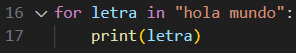 16 for letra in "hola mundo":
17     print(letra)